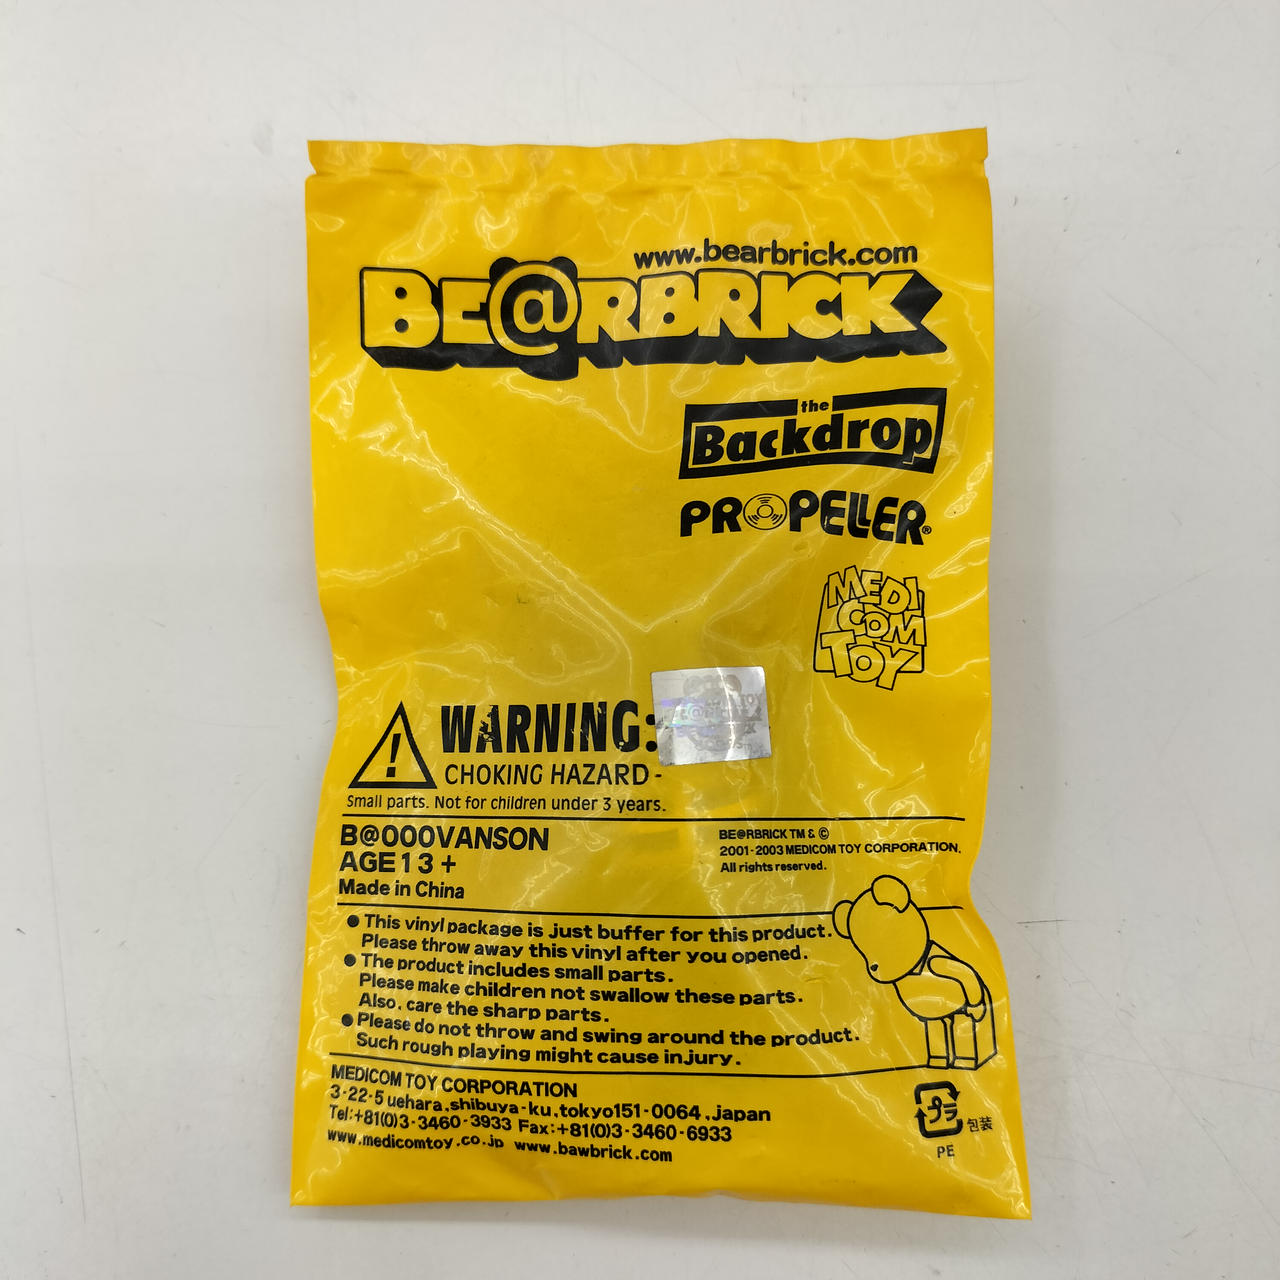 www.bearbrick.com
BE@RBRICK
the
Backdrop
PROPELLER®
MEDI
COM
TOY
WARNING:
CHOKING HAZARD-
Small parts. Not for children under 3 years.
B@000VANSON
AGE13+
Made in China
BE@RBRICK TM & ©
2001-2003 MEDICOM TOY CORPORATION.
All rights reserved.
● This vinyl package is just buffer for this product.
Please throw away this vinyl after you opened.
● The product includes small parts.
Please make children not swallow these parts.
Also, care the sharp parts.
● Please do not throw and swing around the product.
Such rough playing might cause injury.
MEDICOM TOY CORPORATION
3-22-5 uehara,shibuya-ku,tokyo151-0064,japan
Tel:+81(0)3-3460-3933 Fax:+81(0)3-3460-6933
www.medicomtoy.co.jp www.bawbrick.com
プラ
包装
PE